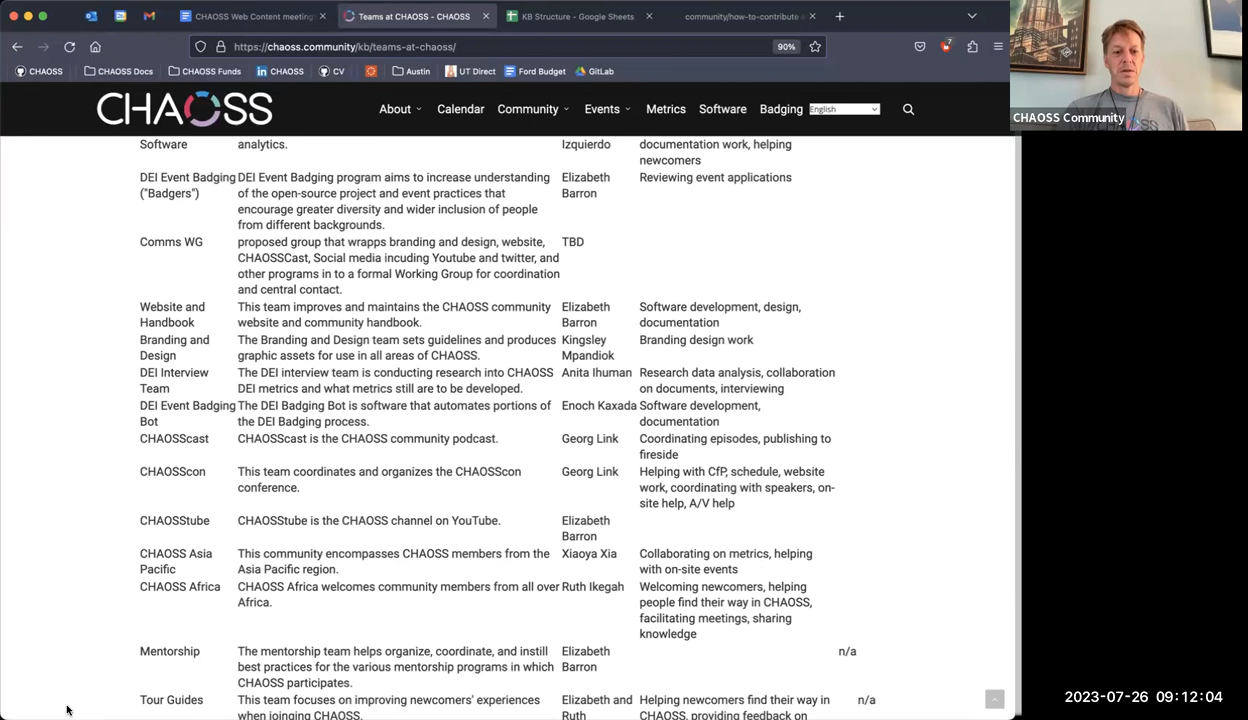 CHAOSS Web Content meeting
Teams at CHAOSS - CHAOSS
KB Structure - Google Sheets
community/how-to-contribute
https://chaoss.community/kb/teams-at-chaoss/
90%
7
CHAOSS
CHAOSS Docs
CHAOSS Funds
CHAOSS
CV
Austin
UT Direct
Ford Budget
GitLab
CHAOSS
About
Calendar
Community
Events
Metrics
Software
Badging
English
CHAOSS Community
Software
analytics.
Izquierdo
documentation work, helping
newcomers
DEI Event Badging
("Badgers")
DEI Event Badging program aims to increase understanding
of the open-source project and event practices that
encourage greater diversity and wider inclusion of people
from different backgrounds.
Elizabeth
Barron
Reviewing event applications
Comms WG
proposed group that wrapps branding and design, website,
CHAOSSCast, Social media incuding Youtube and twitter, and
other programs in to a formal Working Group for coordination
and central contact.
TBD
Website and
Handbook
This team improves and maintains the CHAOSS community
website and community handbook.
Elizabeth
Barron
Software development, design,
documentation
Branding and
Design
The Branding and Design team sets guidelines and produces
graphic assets for use in all areas of CHAOSS.
Kingsley
Mpandiok
Branding design work
DEI Interview
Team
The DEI interview team is conducting research into CHAOSS
DEI metrics and what metrics still are to be developed.
Anita Ihuman
Research data analysis, collaboration
on documents, interviewing
DEI Event Badging
Bot
The DEI Badging Bot is software that automates portions of
the DEI Badging process.
Enoch Kaxada
Software development,
documentation
CHAOSScast
CHAOSScast is the CHAOSS community podcast.
Georg Link
Coordinating episodes, publishing to
fireside
CHAOSScon
This team coordinates and organizes the CHAOSScon
conference.
Georg Link
Helping with CfP, schedule, website
work, coordinating with speakers, on-
site help, A/V help
CHAOSStube
CHAOSStube is the CHAOSS channel on YouTube.
Elizabeth
Barron
CHAOSS Asia
Pacific
This community encompasses CHAOSS members from the
Asia Pacific region.
Xiaoya Xia
Collaborating on metrics, helping
with on-site events
CHAOSS Africa
CHAOSS Africa welcomes community members from all over
Africa.
Ruth Ikegah
Welcoming newcomers, helping
people find their way in CHAOSS,
facilitating meetings, sharing
knowledge
Mentorship
The mentorship team helps organize, coordinate, and instill
best practices for the various mentorship programs in which
CHAOSS participates.
Elizabeth
Barron
n/a
Tour Guides
This team focuses on improving newcomers' experiences
when joinging CHAOSS.
Elizabeth and
Ruth
Helping newcomers find their way in
CHAOSS, providing feedback on
n/a
2023-07-26 09:12:04